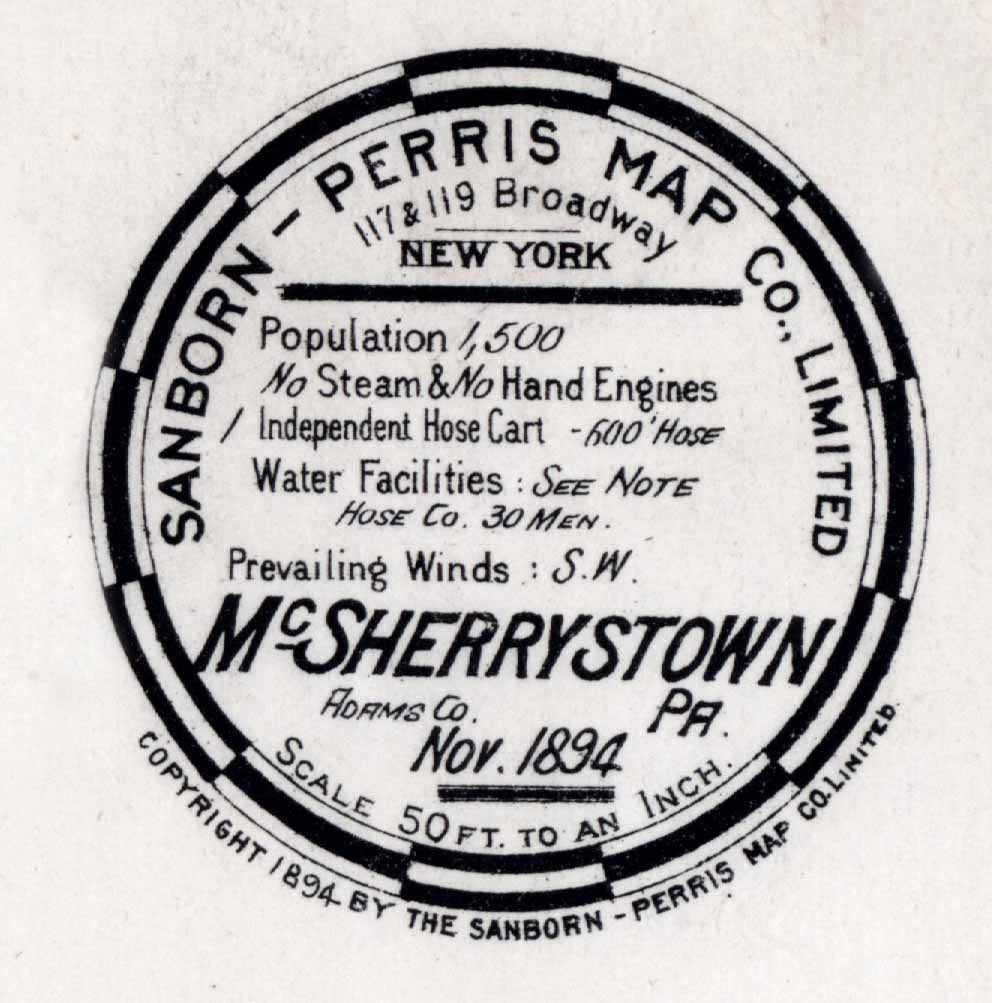 SANBORN - PERRIS MAP CO., LIMITED
117 & 119 Broadway
NEW YORK
Population 1,500
No Steam & No Hand Engines
1 Independent Hose Cart - 600' HOSE
Water Facilities : SEE NOTE
HOSE CO. 30 MEN.
Prevailing Winds : S.W.
McSHERRYSTOWN
ADAMS CO. PA.
Nov. 1894
SCALE 50 FT. TO AN INCH.
COPYRIGHT 1894 BY THE SANBORN - PERRIS MAP CO. LIMITED.